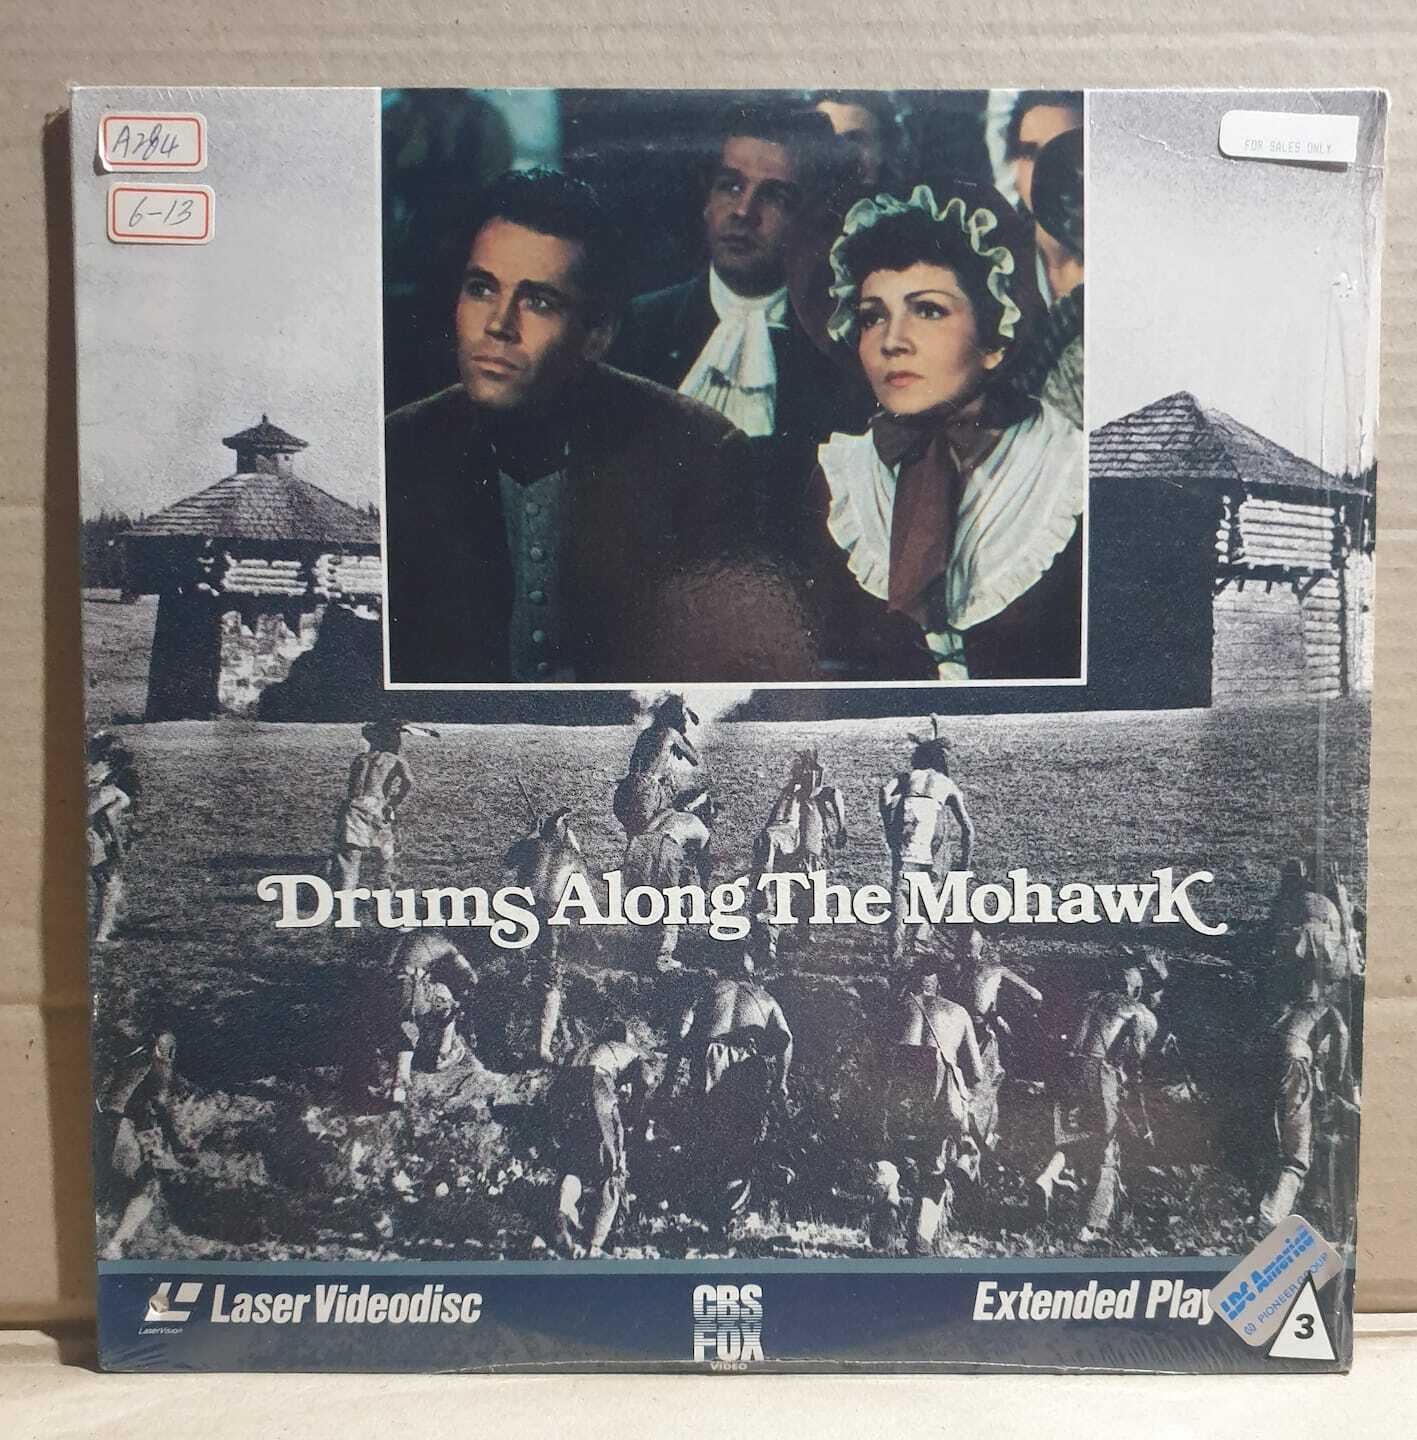 A284
6-13
FOR SALES ONLY
Drums Along The Mohawk
LaserVision
Laser Videodisc
CBS
FOX
VIDEO
Extended Play
LDC America
PIONEER GROUP
3